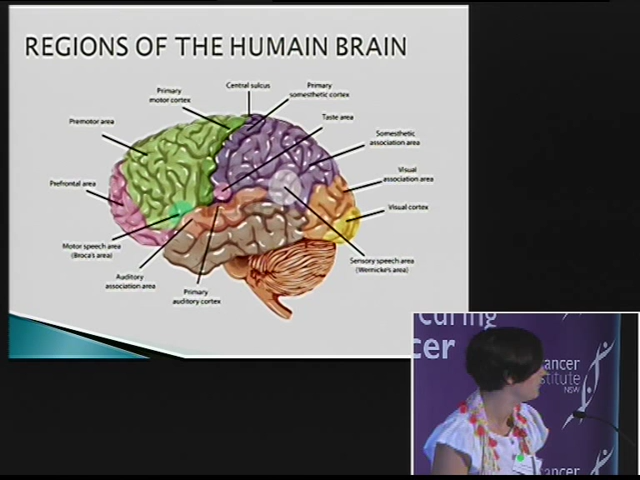 REGIONS OF THE HUMAIN BRAIN
Central sulcus
Primary
motor cortex
Primary
somesthetic cortex
Taste area
Premotor area
Somesthetic
association area
Visual
association area
Prefrontal area
Visual cortex
Motor speech area
(Broca's area)
Sensory speech area
(Wernicke's area)
Auditory
association area
Primary
auditory cortex
Curing
cer
ancer
stitute
NSW